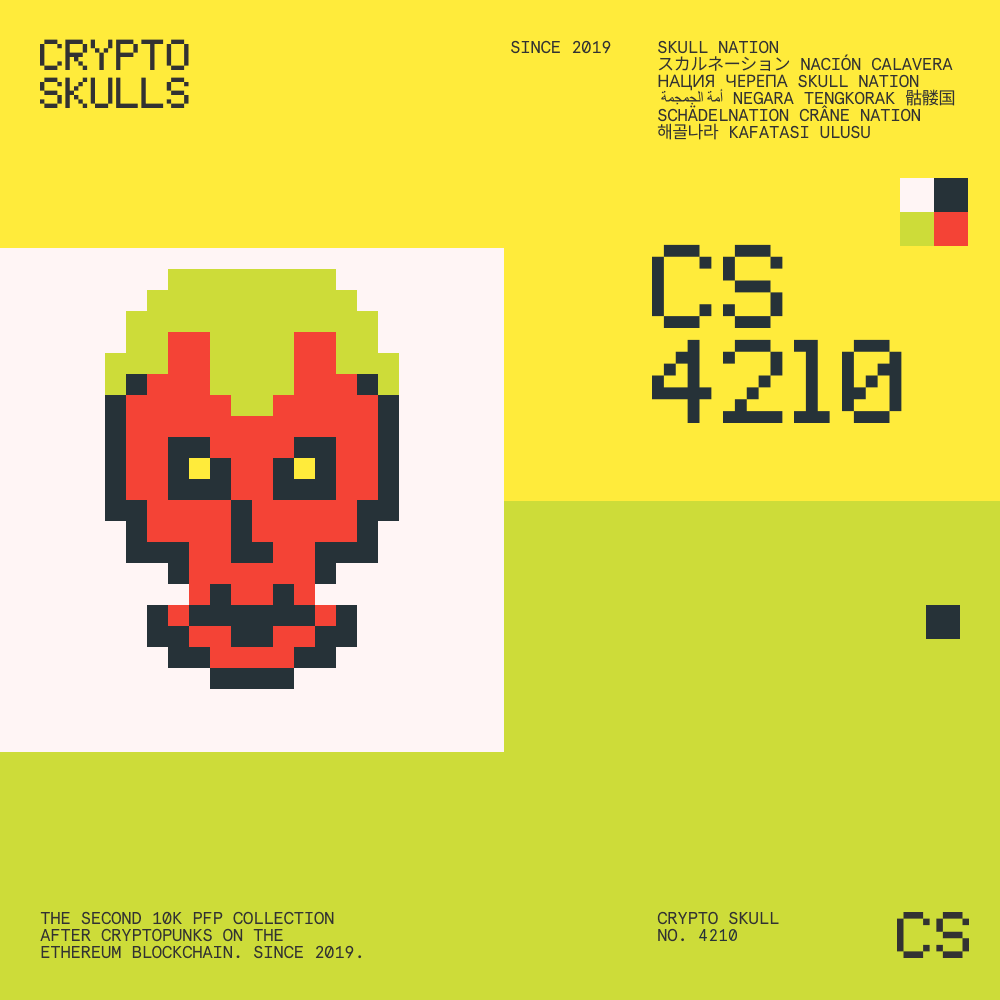 CRYPTO
SKULLS
SINCE 2019
SKULL NATION
スカルネーション NACIÓN CALAVERA
НАЦИЯ ЧЕРЕПА SKULL NATION
أمة الجمجمة NEGARA TENGKORAK 骷髅国
SCHÄDELNATION CRÂNE NATION
해골나라 KAFATASI ULUSU
CS
4210
THE SECOND 10K PFP COLLECTION
AFTER CRYPTOPUNKS ON THE
ETHEREUM BLOCKCHAIN. SINCE 2019.
CRYPTO SKULL
NO. 4210
CS